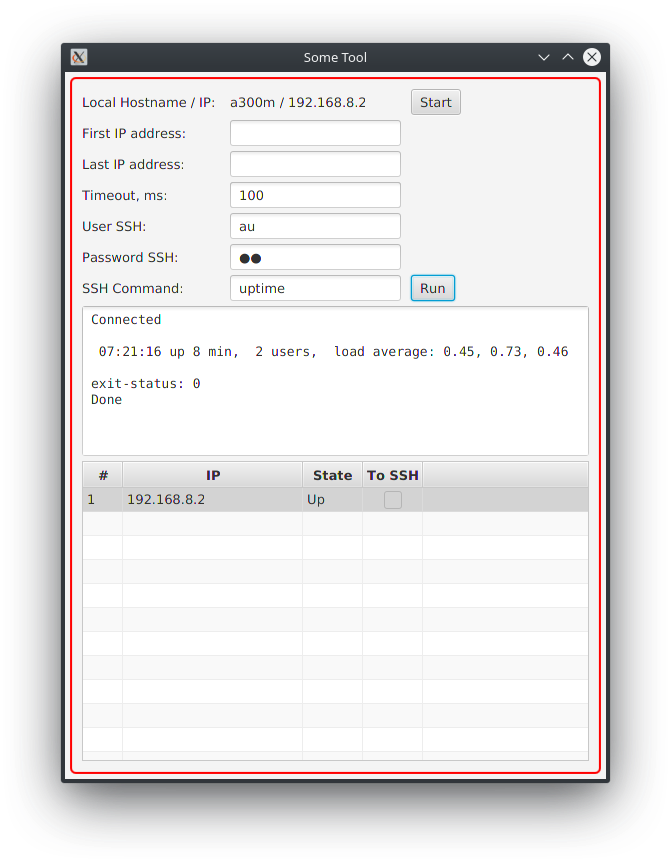 Some Tool
Local Hostname / IP: a300m / 192.168.8.2 Start
First IP address:
Last IP address:
Timeout, ms: 100
User SSH: au
Password SSH: ●●
SSH Command: uptime Run
Connected
07:21:16 up 8 min,  2 users,  load average: 0.45, 0.73, 0.46
exit-status: 0
Done
# IP State To SSH
1 192.168.8.2 Up